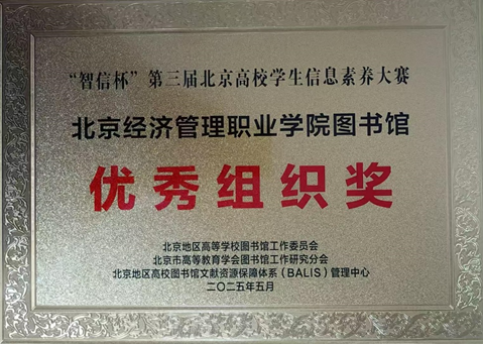 “智信杯”第三届北京高校学生信息素养大赛
北京经济管理职业学院图书馆
优秀组织奖
北京地区高等学校图书馆工作委员会
北京市高等教育学会图书馆工作研究分会
北京地区高校图书馆文献资源保障体系（BALIS）管理中心
二〇二五年五月